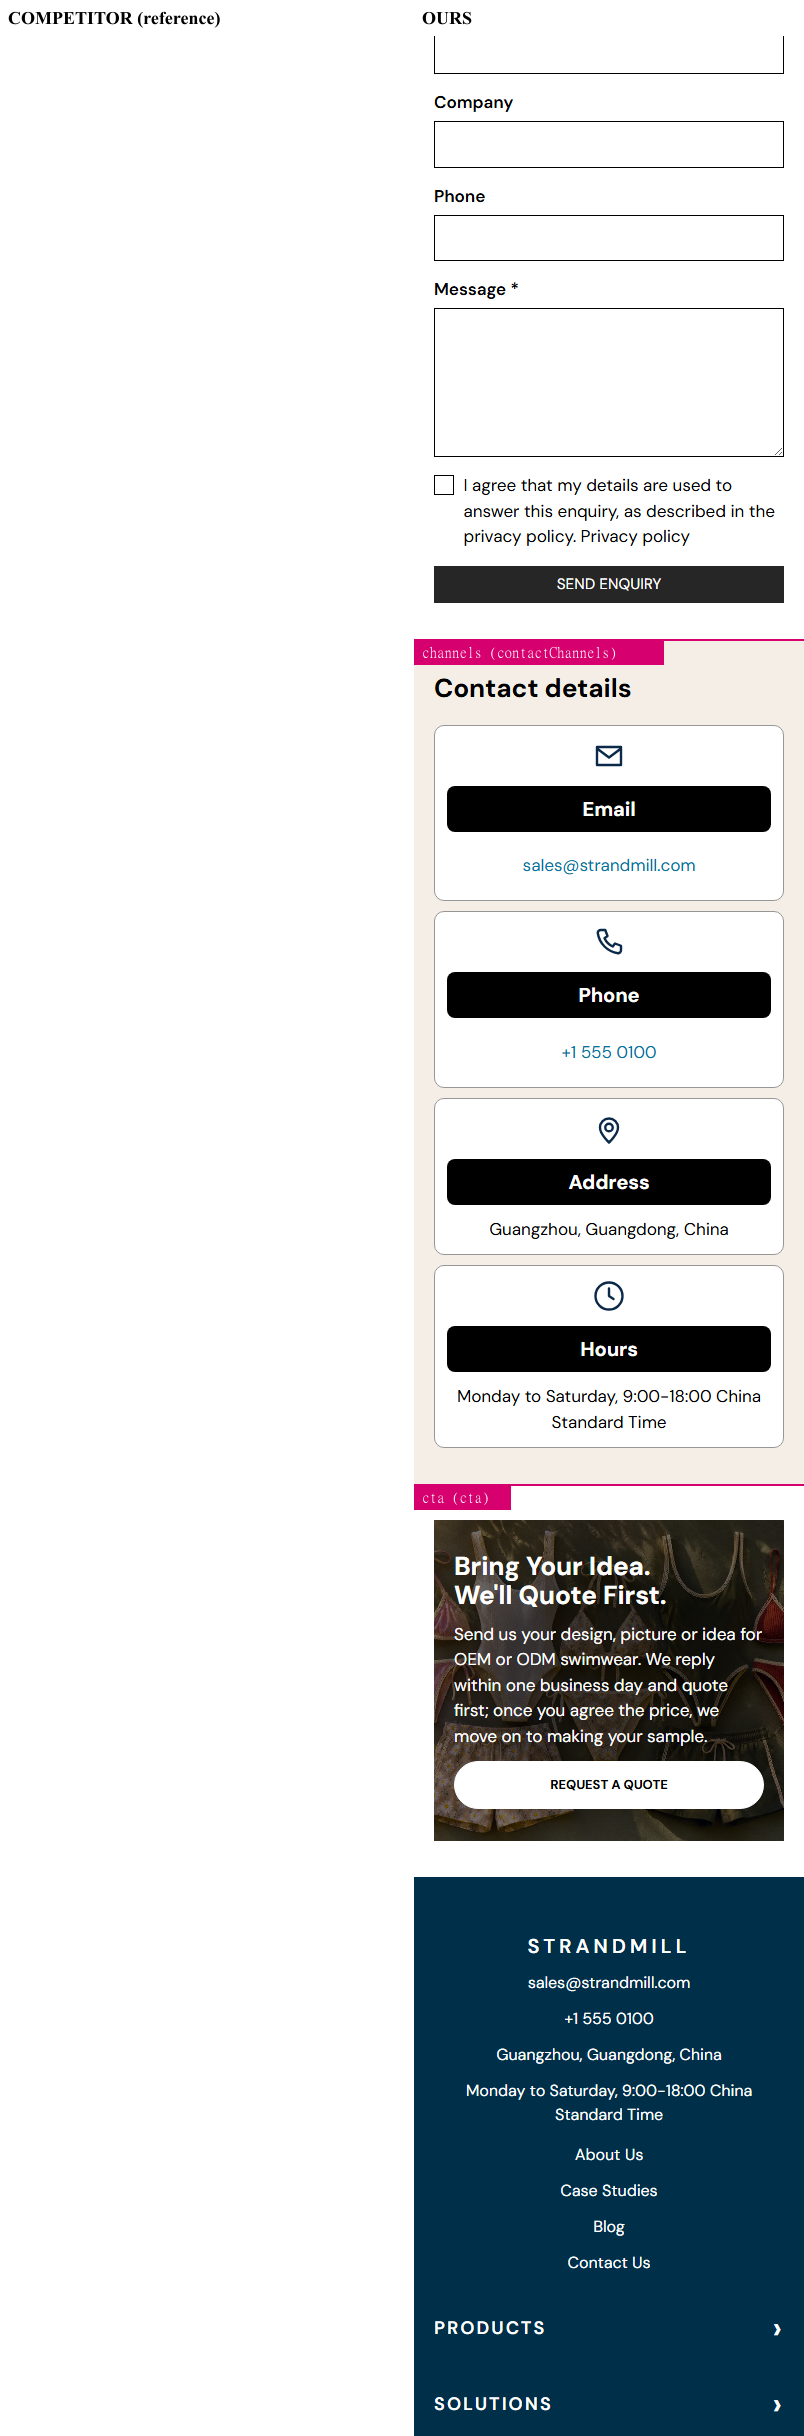 COMPETITOR (reference)
OURS
Company
Phone
Message *
I agree that my details are used to
answer this enquiry, as described in the
privacy policy. Privacy policy
SEND ENQUIRY
channels (contactChannels)
Contact details
Email
sales@strandmill.com
Phone
+1 555 0100
Address
Guangzhou, Guangdong, China
Hours
Monday to Saturday, 9:00-18:00 China
Standard Time
cta (cta)
Bring Your Idea.
We'll Quote First.
Send us your design, picture or idea for
OEM or ODM swimwear. We reply
within one business day and quote
first; once you agree the price, we
move on to making your sample.
REQUEST A QUOTE
STRANDMILL
sales@strandmill.com
+1 555 0100
Guangzhou, Guangdong, China
Monday to Saturday, 9:00-18:00 China
Standard Time
About Us
Case Studies
Blog
Contact Us
PRODUCTS
SOLUTIONS